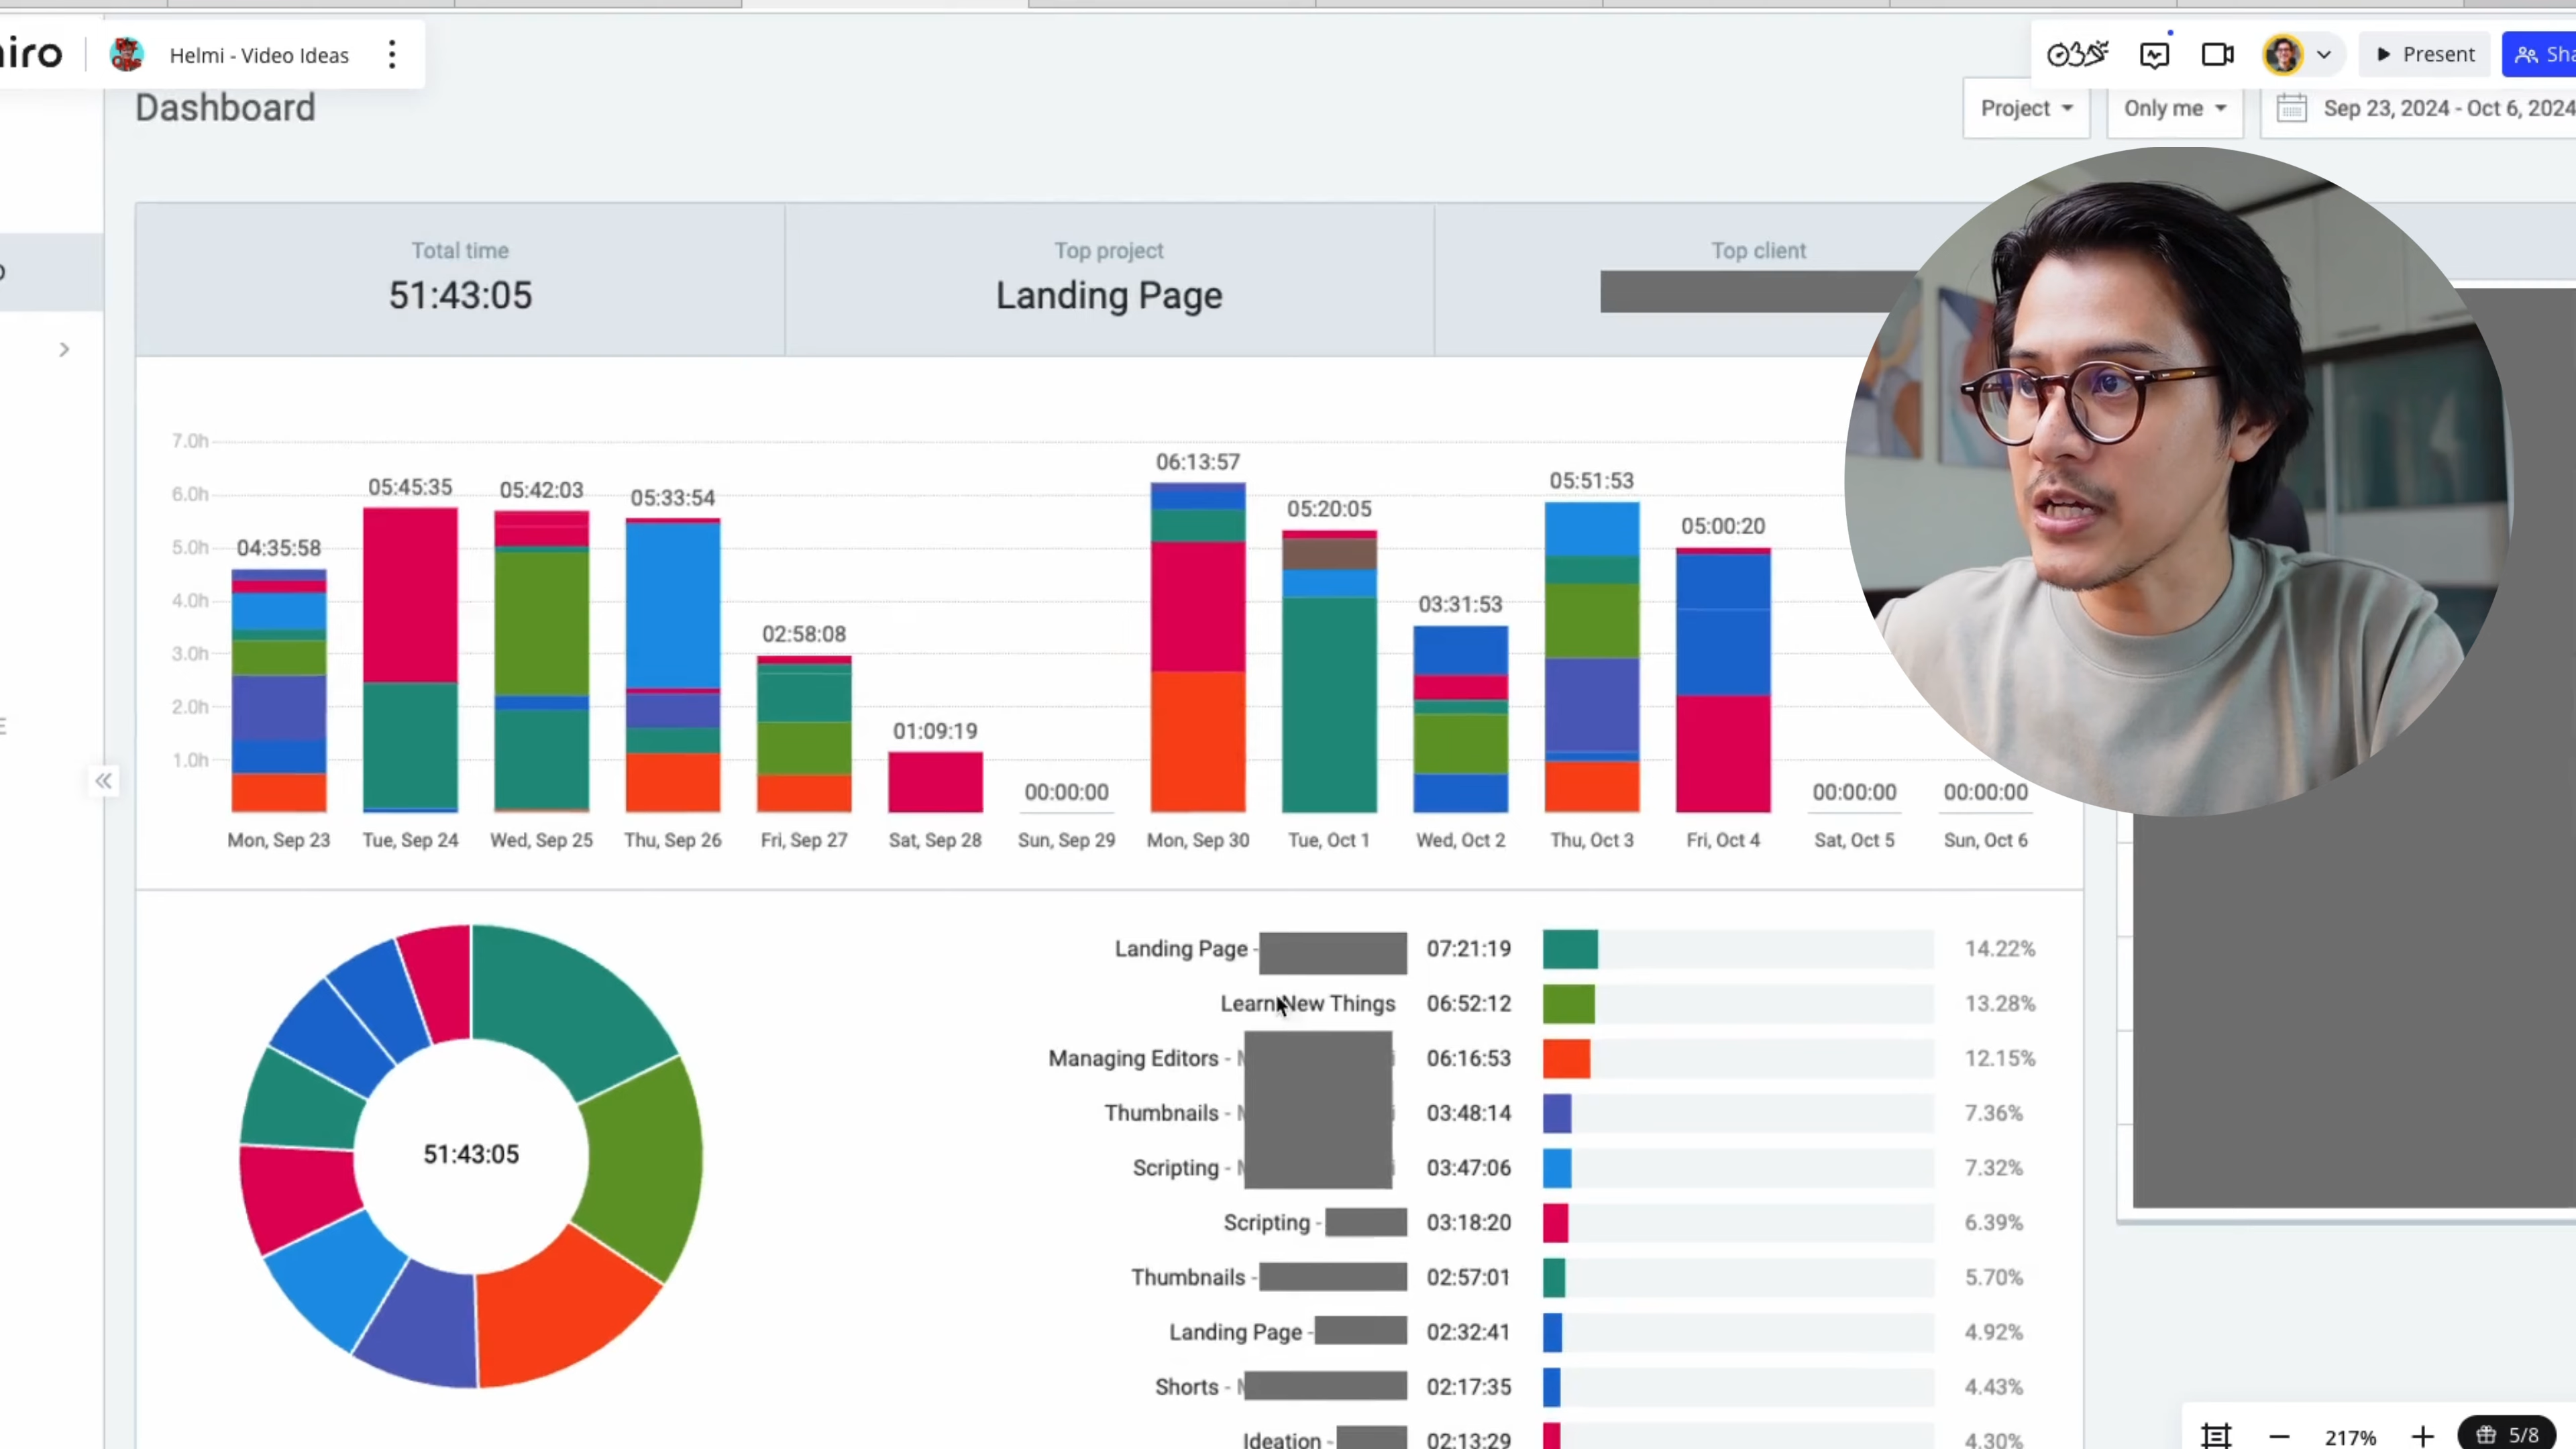 iro
Helmi - Video Ideas
Present
Sha
Dashboard
Project
Only me
Sep 23, 2024 - Oct 6, 2024
Total time
51:43:05
Top project
Landing Page
Top client
7.0h
6.0h
5.0h
4.0h
3.0h
2.0h
1.0h
04:35:58
05:45:35
05:42:03
05:33:54
02:58:08
01:09:19
00:00:00
06:13:57
05:20:05
03:31:53
05:51:53
05:00:20
00:00:00
00:00:00
Mon, Sep 23
Tue, Sep 24
Wed, Sep 25
Thu, Sep 26
Fri, Sep 27
Sat, Sep 28
Sun, Sep 29
Mon, Sep 30
Tue, Oct 1
Wed, Oct 2
Thu, Oct 3
Fri, Oct 4
Sat, Oct 5
Sun, Oct 6
51:43:05
Landing Page - 07:21:19 14.22%
Learn New Things 06:52:12 13.28%
Managing Editors - 06:16:53 12.15%
Thumbnails - 03:48:14 7.36%
Scripting - 03:47:06 7.32%
Scripting - 03:18:20 6.39%
Thumbnails - 02:57:01 5.70%
Landing Page - 02:32:41 4.92%
Shorts - 02:17:35 4.43%
Ideation - 02:13:29 4.30%
217%
5/8